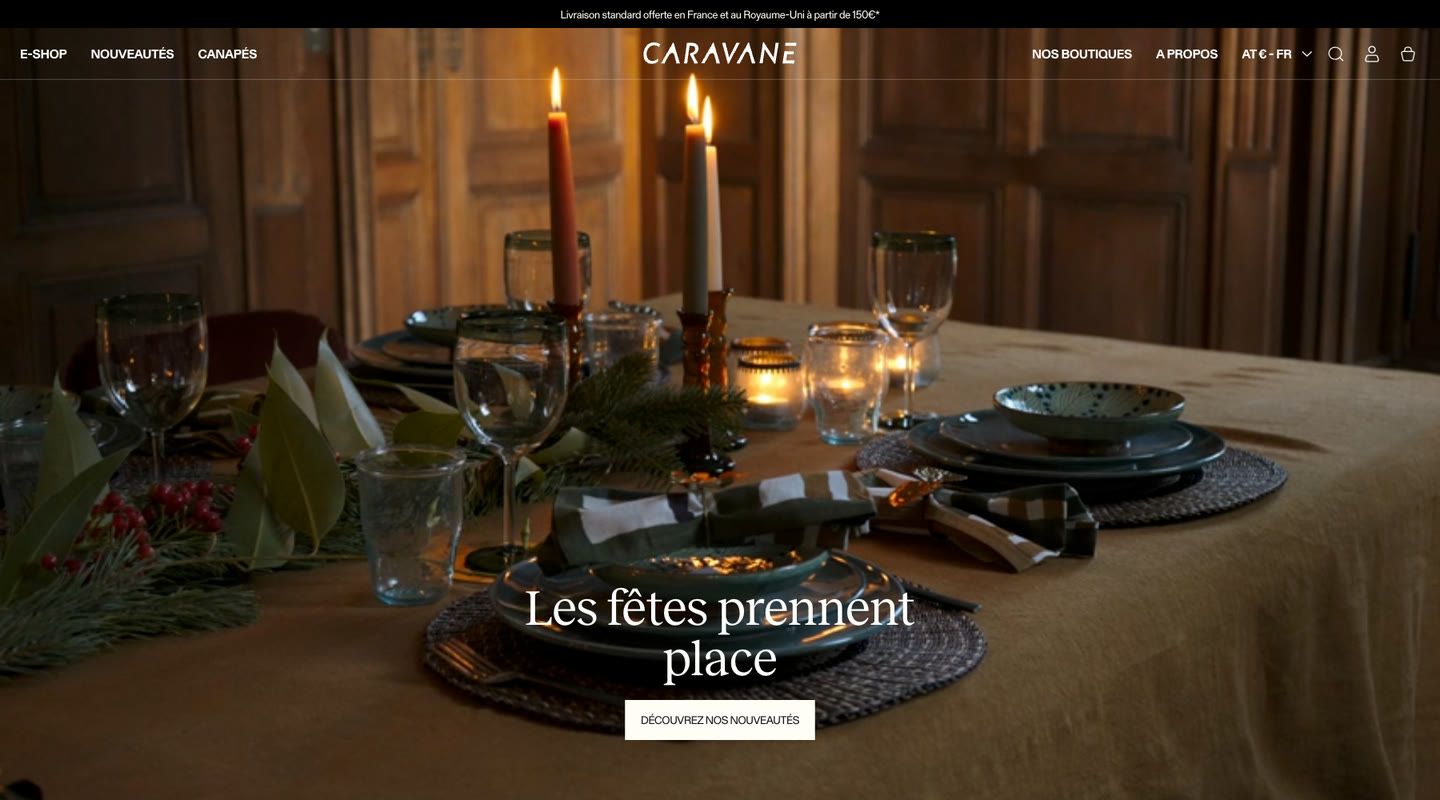 Livraison standard offerte en France et au Royaume-Uni à partir de 150€*
E-SHOP NOUVEAUTÉS CANAPÉS CARAVANE NOS BOUTIQUES A PROPOS AT € - FR
Les fêtes prennent
place
DÉCOUVREZ NOS NOUVEAUTÉS